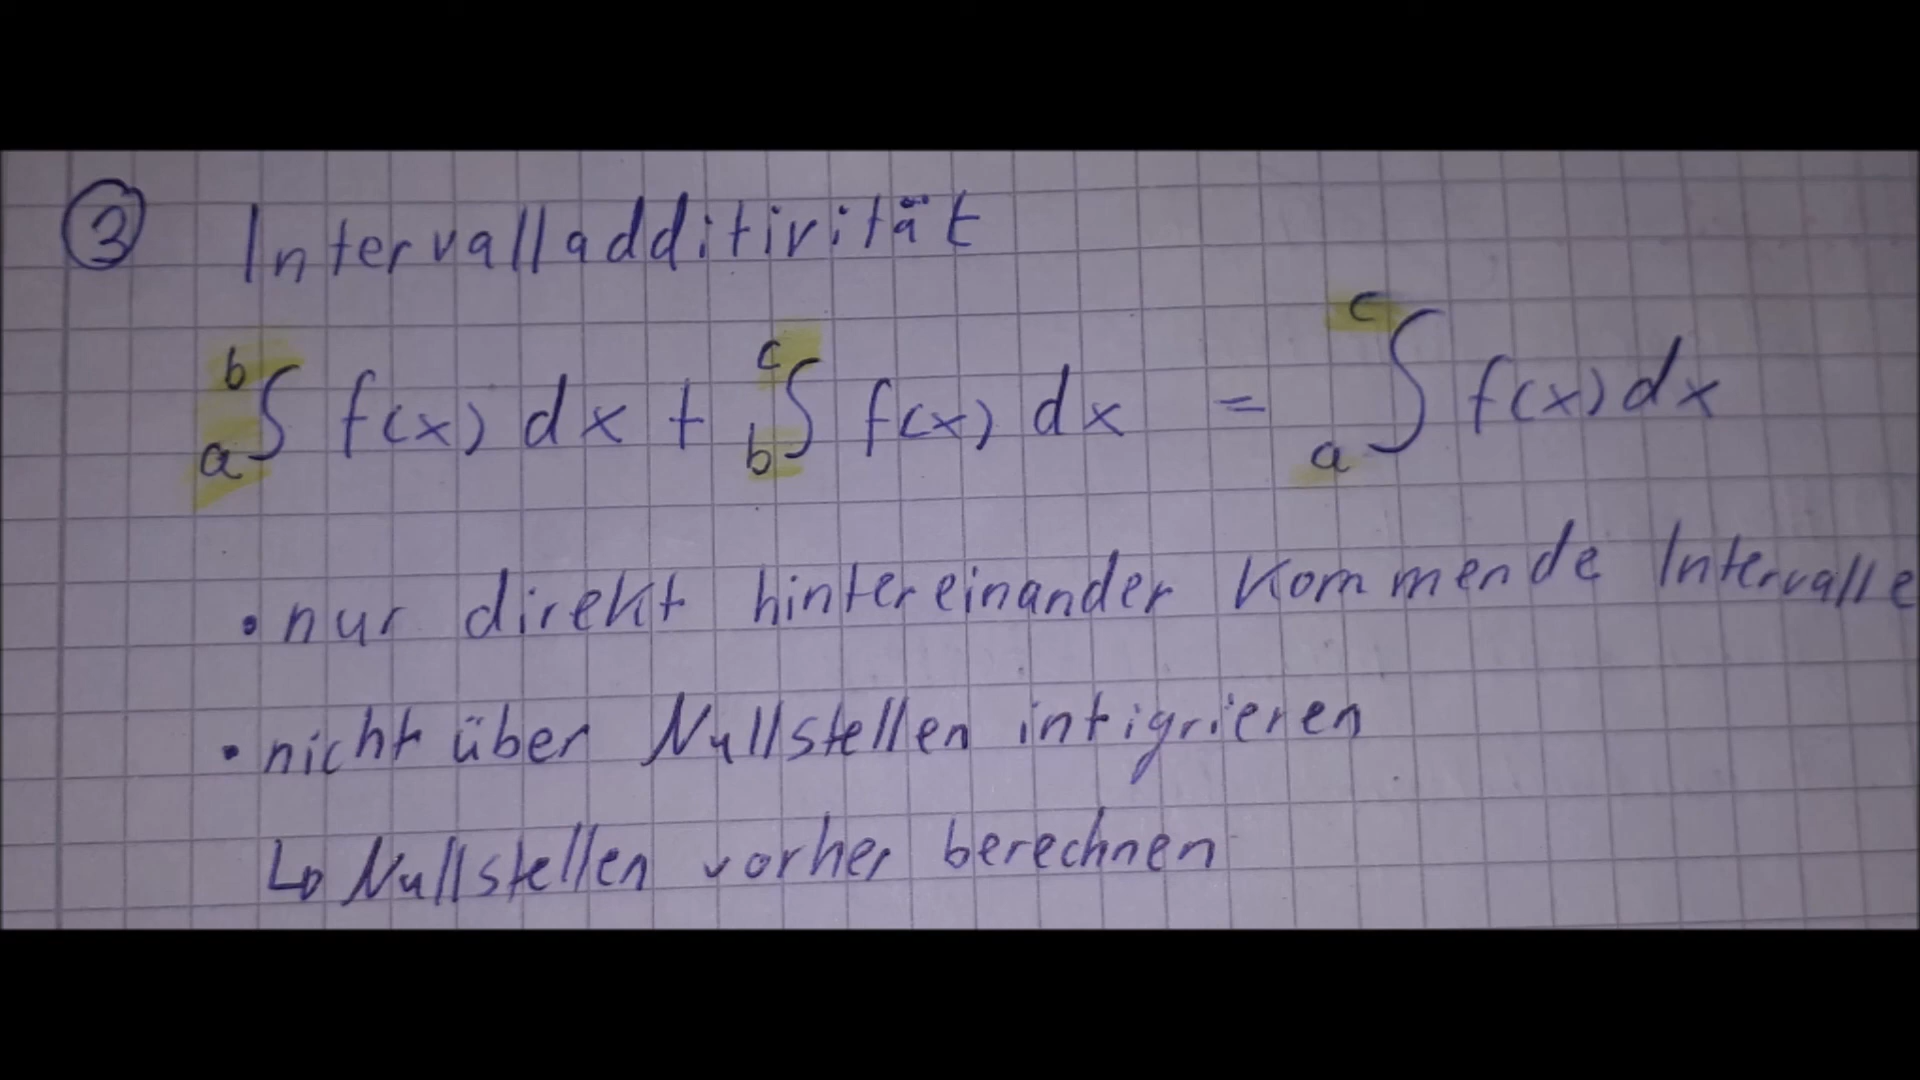 ③ Intervalladditivität
a∫b f(x) dx + b∫c f(x) dx = a∫c f(x) dx
• nur direkt hintereinander kommende Intervalle
• nicht über Nullstellen intigrieren
↳ Nullstellen vorher berechnen